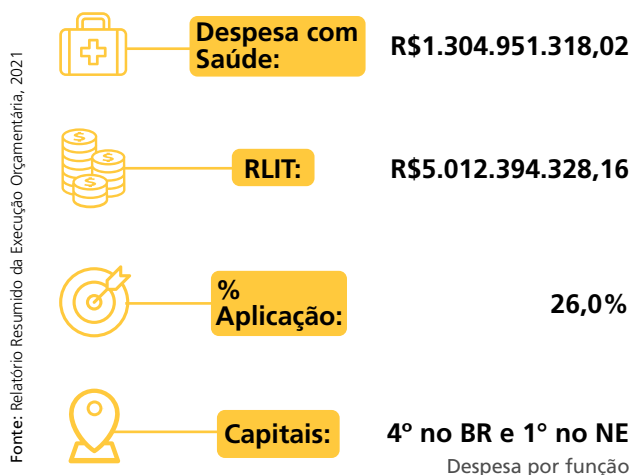 Despesa com
Saúde:
R$1.304.951.318,02
RLIT:
R$5.012.394.328,16
%
Aplicação:
26,0%
Capitais:
4º no BR e 1° no NE
Despesa por função
Fonte: Relatório Resumido da Execução Orçamentária, 2021